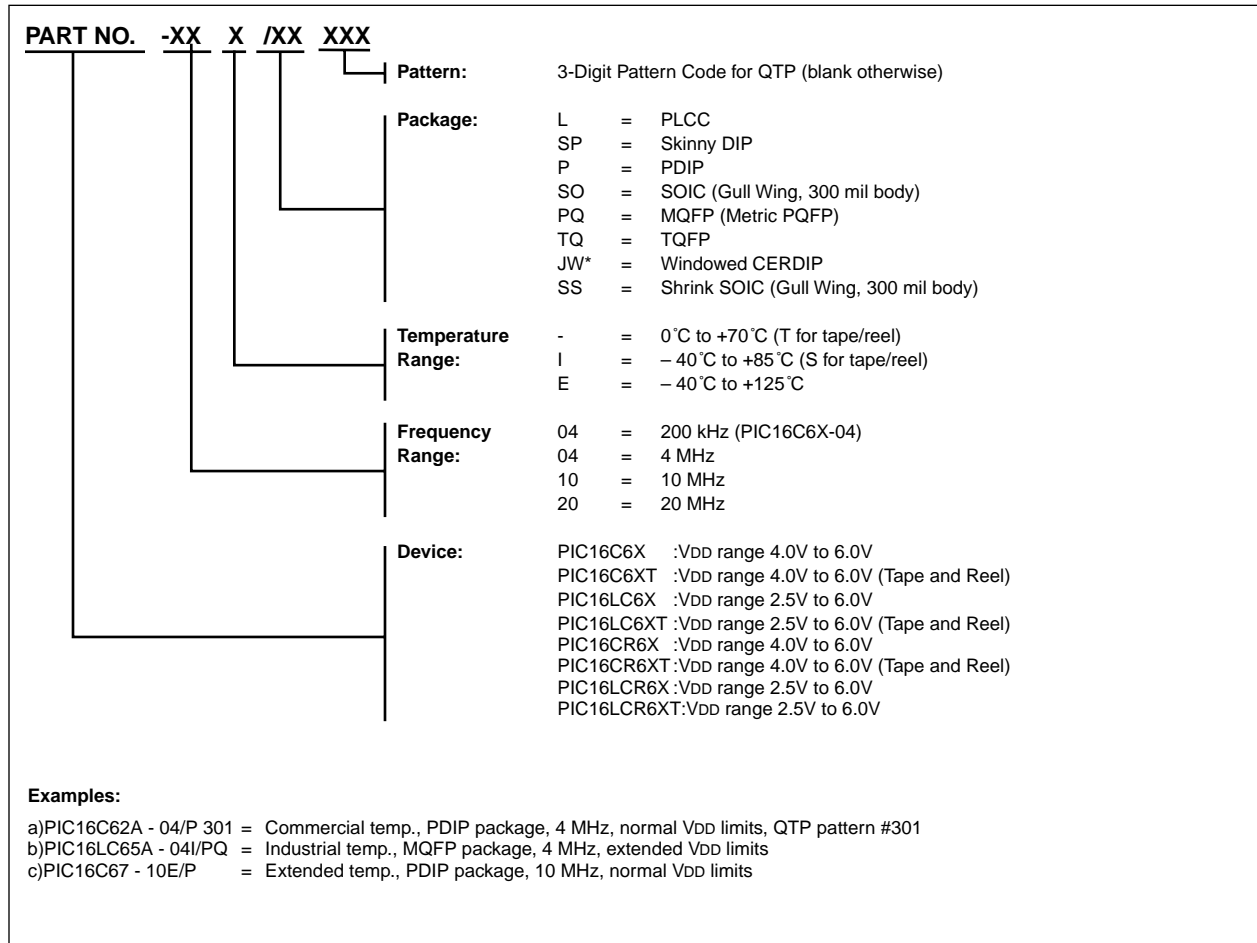 PART NO. -XX X /XX XXX
Pattern: 3-Digit Pattern Code for QTP (blank otherwise)
Package: L = PLCC
SP = Skinny DIP
P = PDIP
SO = SOIC (Gull Wing, 300 mil body)
PQ = MQFP (Metric PQFP)
TQ = TQFP
JW* = Windowed CERDIP
SS = Shrink SOIC (Gull Wing, 300 mil body)
Temperature - = 0˚C to +70˚C (T for tape/reel)
Range: I = – 40˚C to +85˚C (S for tape/reel)
E = – 40˚C to +125˚C
Frequency 04 = 200 kHz (PIC16C6X-04)
Range: 04 = 4 MHz
10 = 10 MHz
20 = 20 MHz
Device: PIC16C6X :VDD range 4.0V to 6.0V
PIC16C6XT :VDD range 4.0V to 6.0V (Tape and Reel)
PIC16LC6X :VDD range 2.5V to 6.0V
PIC16LC6XT :VDD range 2.5V to 6.0V (Tape and Reel)
PIC16CR6X :VDD range 4.0V to 6.0V
PIC16CR6XT:VDD range 4.0V to 6.0V (Tape and Reel)
PIC16LCR6X :VDD range 2.5V to 6.0V
PIC16LCR6XT:VDD range 2.5V to 6.0V
Examples:
a)PIC16C62A - 04/P 301 = Commercial temp., PDIP package, 4 MHz, normal VDD limits, QTP pattern #301
b)PIC16LC65A - 04I/PQ = Industrial temp., MQFP package, 4 MHz, extended VDD limits
c)PIC16C67 - 10E/P = Extended temp., PDIP package, 10 MHz, normal VDD limits